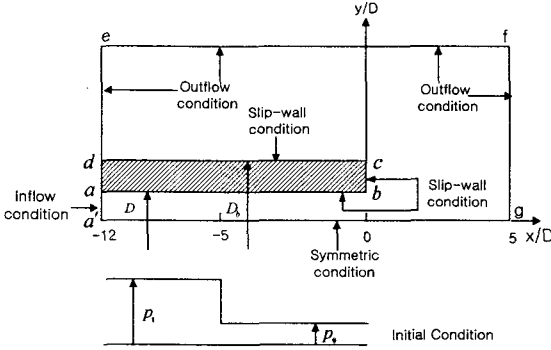 y/D
e
f
Outflow
condition
Outflow
condition
Slip-wall
condition
d
c
a
b
Slip-wall
condition
inflow
condition
D
D_b
a'
g
-12
-5
0
5
x/D
Symmetric
condition
p_1
Initial Condition